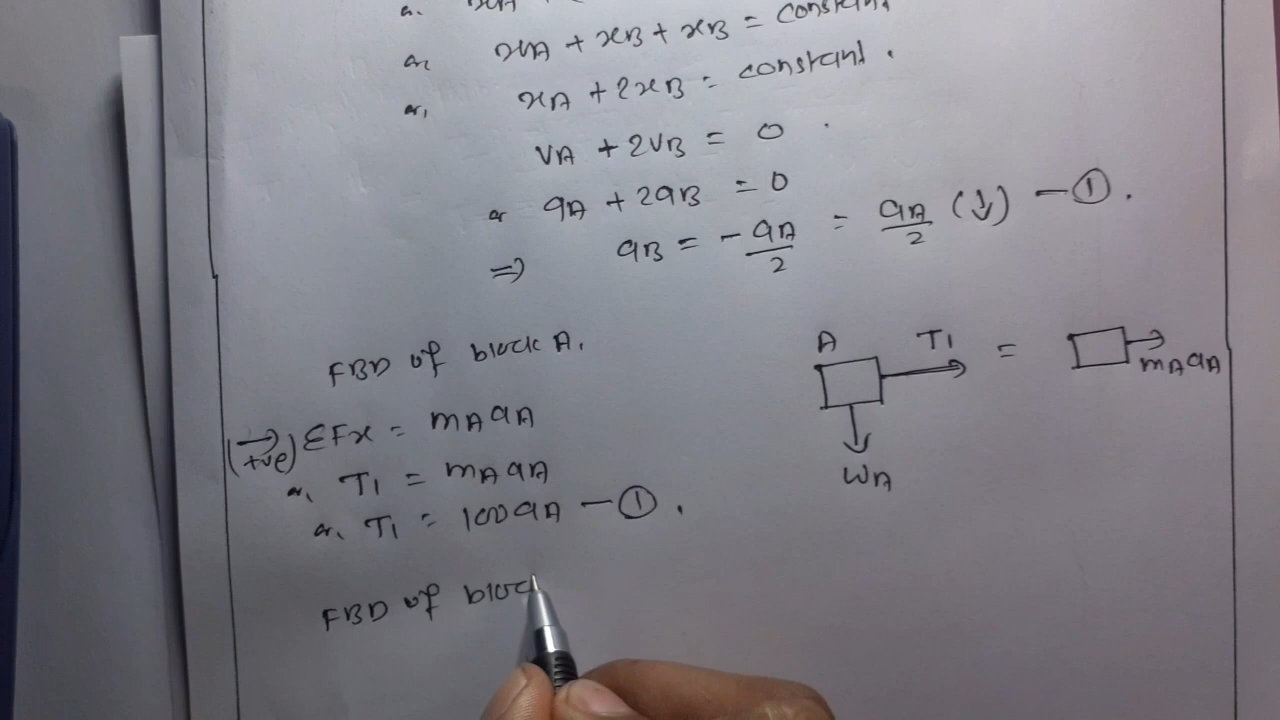 or xA + xB + xB = constant
or, xA + 2xB = constant.
VA + 2VB = 0.
or aA + 2aB = 0
=> aB = -aA/2 = aA/2 (↓) - ①.
FBD of block A.
A T1 = mAaA
WA
(→ +ve) ΣFx = mAaA
or, T1 = mAaA
or, T1 = 100aA - ①.
FBD of bloc